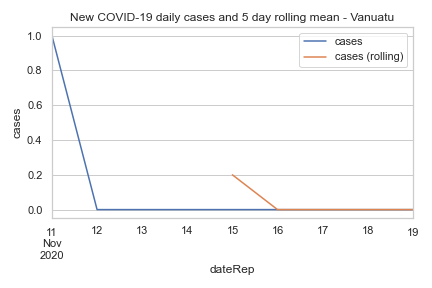 New COVID-19 daily cases and 5 day rolling mean - Vanuatu
cases
cases (rolling)
cases
1.0
0.8
0.6
0.4
0.2
0.0
11 12 13 14 15 16 17 18 19
Nov
2020
dateRep